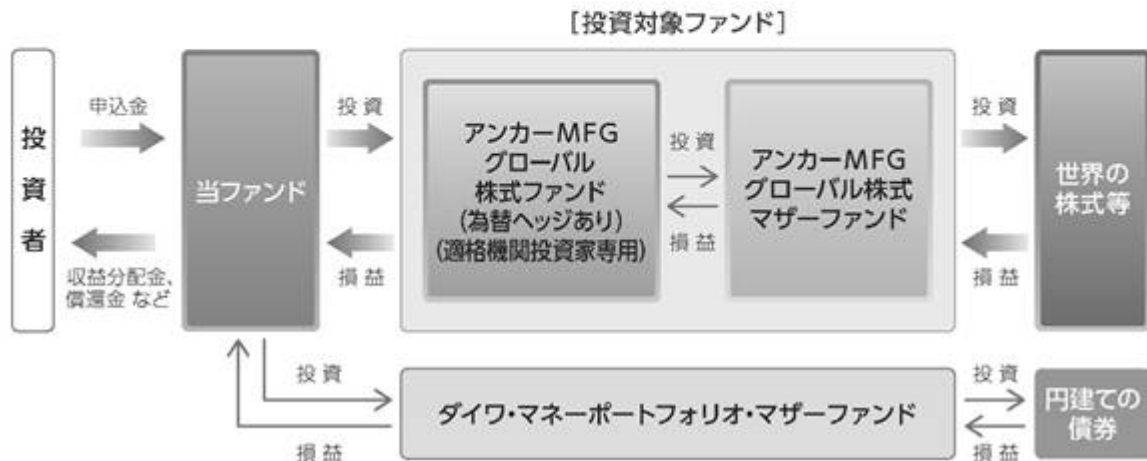 [投資対象ファンド]
投資者
申込金
収益分配金、
償還金 など
当ファンド
投資
損益
アンカーMFG
グローバル
株式ファンド
(為替ヘッジあり)
(適格機関投資家専用)
投資
損益
アンカーMFG
グローバル株式
マザーファンド
投資
損益
世界の
株式等
投資
損益
ダイワ・マネーポートフォリオ・マザーファンド
投資
損益
円建ての
債券